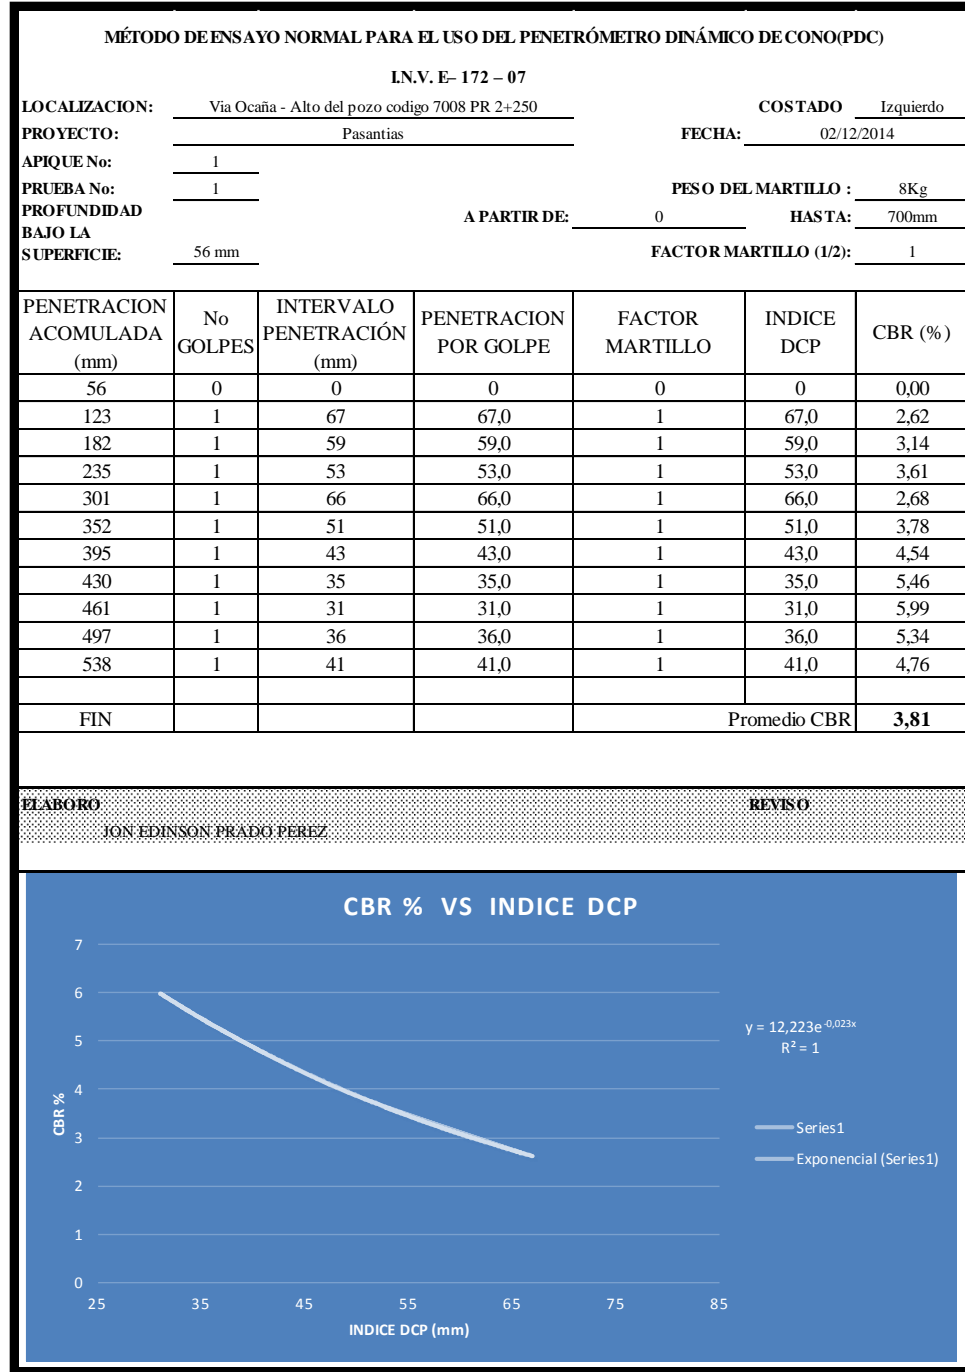 MÉTODO DE ENSAYO NORMAL PARA EL USO DEL PENETRÓMETRO DINÁMICO DE CONO(PDC)
I.N.V. E– 172 – 07
LOCALIZACION: Via Ocaña - Alto del pozo codigo 7008 PR 2+250 COSTADO Izquierdo
PROYECTO: Pasantias FECHA: 02/12/2014
APIQUE No: 1
PRUEBA No: 1 PESO DEL MARTILLO : 8Kg
PROFUNDIDAD
BAJO LA
SUPERFICIE: 56 mm
A PARTIR DE: 0 HASTA: 700mm
FACTOR MARTILLO (1/2): 1
PENETRACION ACOMULADA (mm) No GOLPES INTERVALO PENETRACIÓN (mm) PENETRACION POR GOLPE FACTOR MARTILLO INDICE DCP CBR (%)
56 0 0 0 0 0 0,00
123 1 67 67,0 1 67,0 2,62
182 1 59 59,0 1 59,0 3,14
235 1 53 53,0 1 53,0 3,61
301 1 66 66,0 1 66,0 2,68
352 1 51 51,0 1 51,0 3,78
395 1 43 43,0 1 43,0 4,54
430 1 35 35,0 1 35,0 5,46
461 1 31 31,0 1 31,0 5,99
497 1 36 36,0 1 36,0 5,34
538 1 41 41,0 1 41,0 4,76
FIN Promedio CBR 3,81
ELABORO REVISO
JON EDINSON PRADO PEREZ
CBR % VS INDICE DCP
7
6
5
4
3
2
1
0
CBR %
25 35 45 55 65 75 85
INDICE DCP (mm)
y = 12,223e^-0,023x
R² = 1
Series1
Exponencial (Series1)